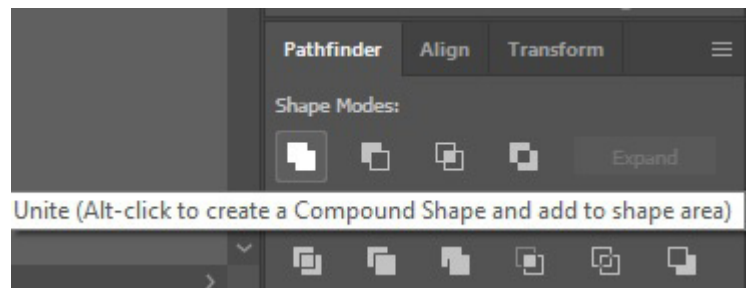 Pathfinder Align Transform
Shape Modes:
Expand
Unite (Alt-click to create a Compound Shape and add to shape area)